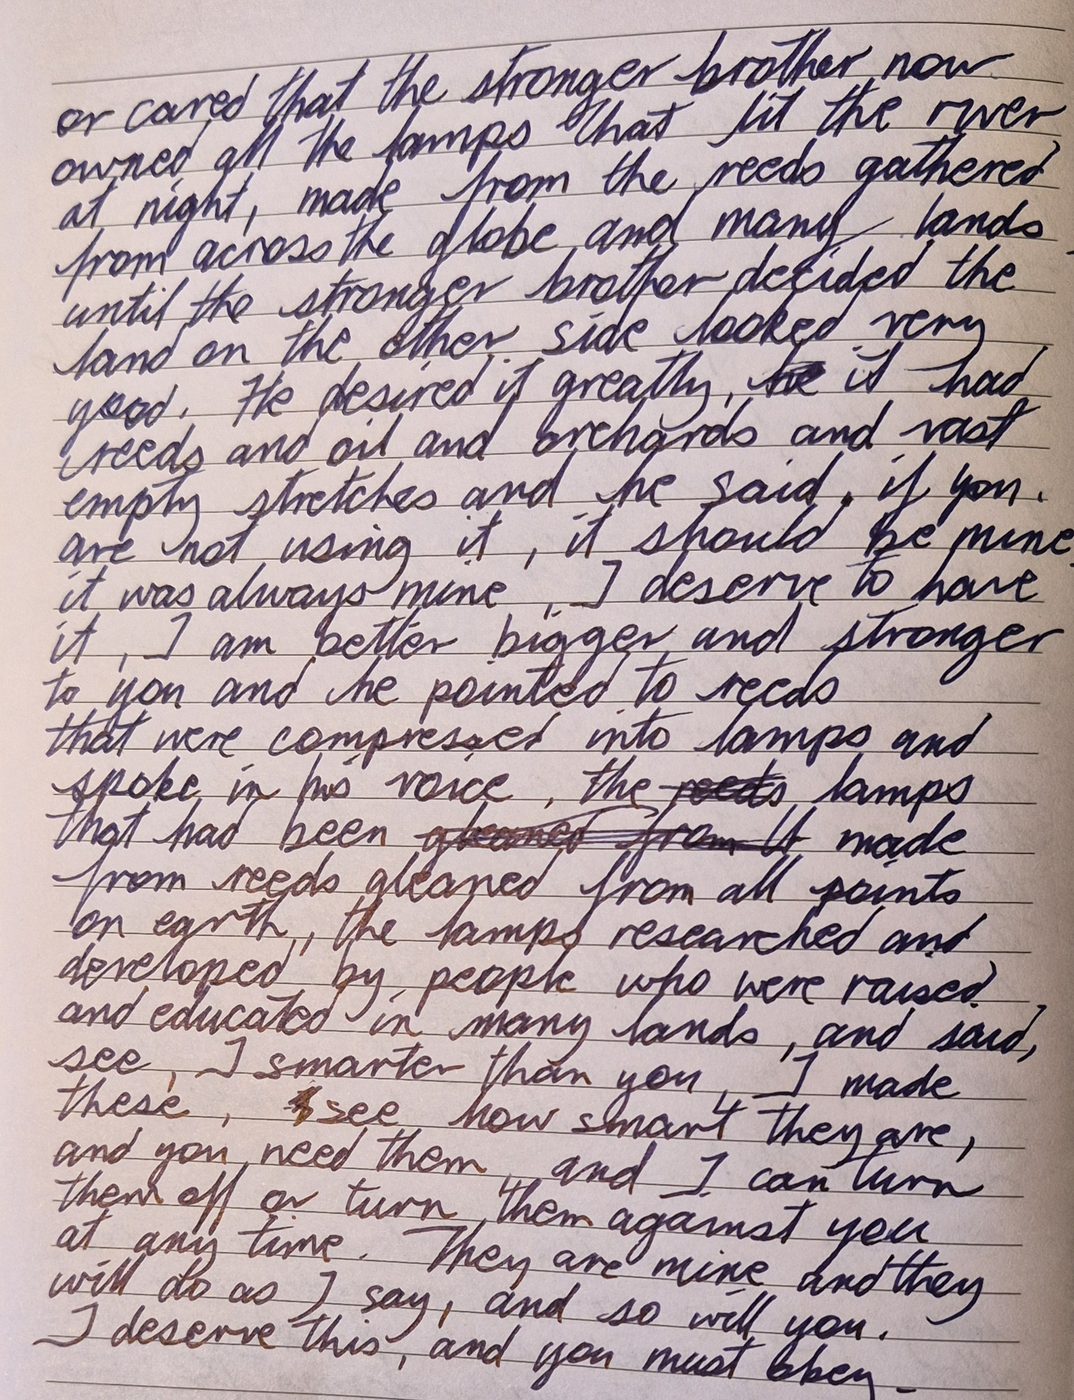 or cared that the stronger brother now
owned all the lamps that lit the river
at night, made from the reeds gathered
from across the globe and many lands
until the stronger brother decided the
land on the other side looked very
good. He desired it greatly, he it had
reeds and oil and orchards and vast
empty stretches and he said, if you.
are not using it, it should be mine,
it was always mine, I deserve to have
it, I am better bigger and stronger
to you and he pointed to reeds
that were compressed into lamps and
spoke in his voice, the reeds lamps
that had been gleaned from made
from reeds gleaned from all points
on earth, the lamps researched and
developed by people who were raised
and educated in many lands, and said,
see, I smarter than you, I made
these, see how smart they are,
and you need them and I can turn
them off or turn them against you
at any time. They are mine and they
will do as I say, and so will you.
I deserve this, and you must obey.